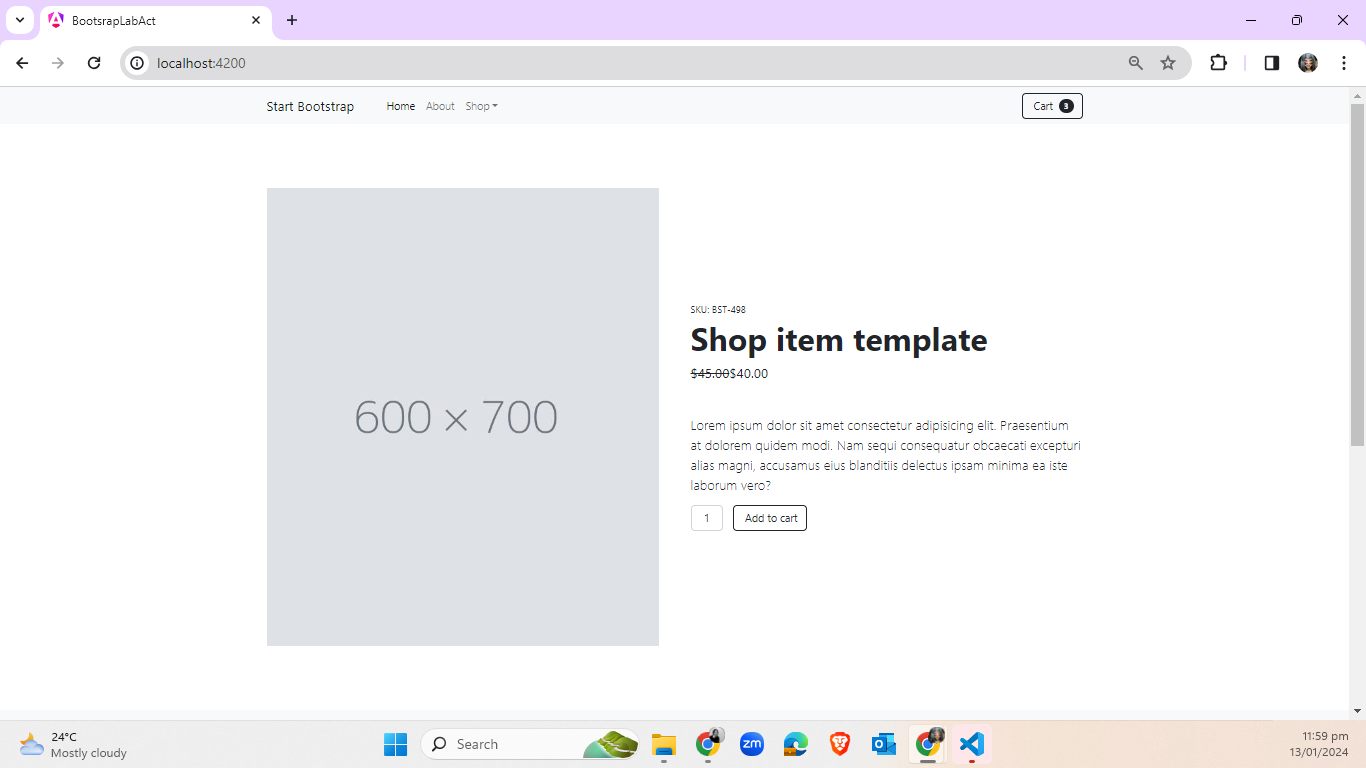 BootsrapLabAct
localhost:4200
Start Bootstrap Home About Shop Cart 3
600 × 700
SKU: BST-498
Shop item template
$45.00$40.00
Lorem ipsum dolor sit amet consectetur adipisicing elit. Praesentium
at dolorem quidem modi. Nam sequi consequatur obcaecati excepturi
alias magni, accusamus eius blanditiis delectus ipsam minima ea iste
laborum vero?
1 Add to cart
24°C
Mostly cloudy
Search
zm
11:59 pm
13/01/2024